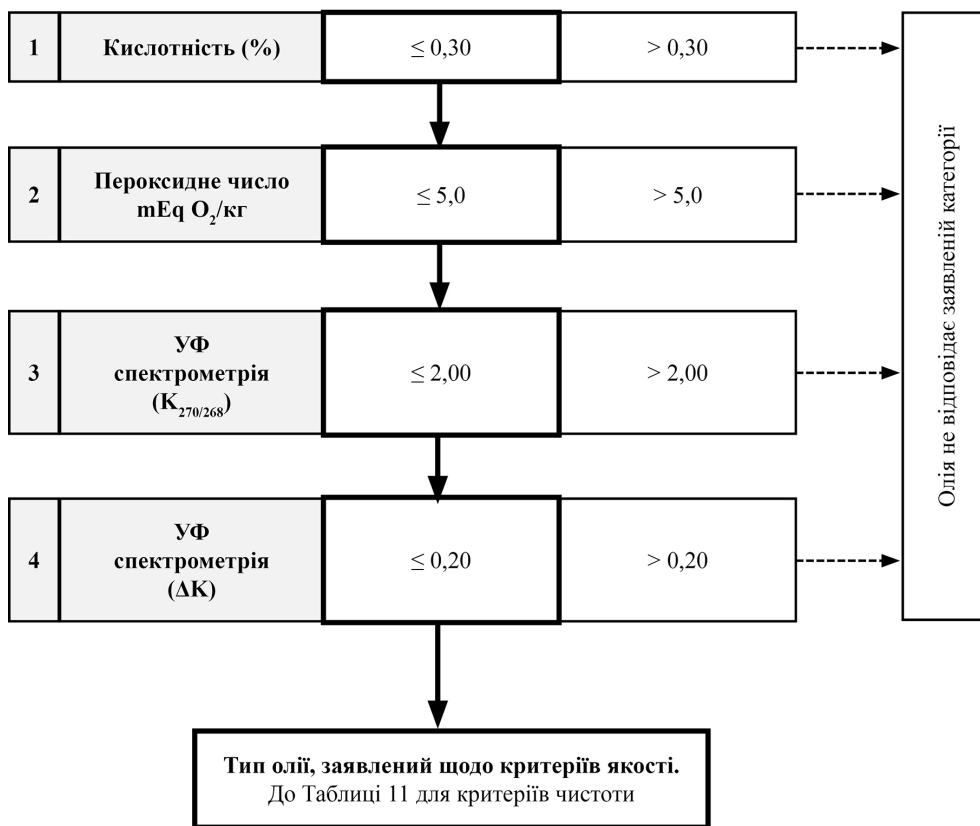 1
Кислотність (%)
≤ 0,30
> 0,30
2
Пероксидне число
mEq O₂/кг
≤ 5,0
> 5,0
3
УФ
спектрометрія
(K₂₇₀/₂₆₈)
≤ 2,00
> 2,00
4
УФ
спектрометрія
(ΔK)
≤ 0,20
> 0,20
Олія не відповідає заявленій категорії
Тип олії, заявлений щодо критеріїв якості.
До Таблиці 11 для критеріїв чистоти